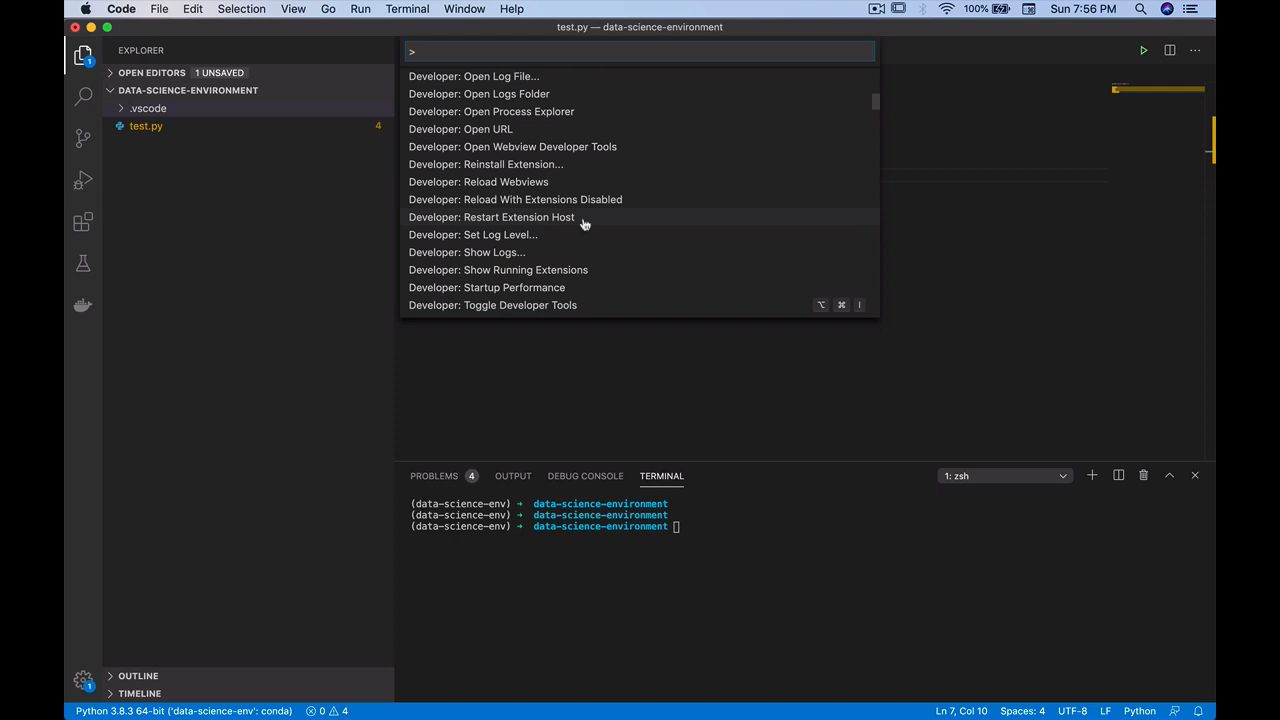 Code File Edit Selection View Go Run Terminal Window Help 100% Sun 7:56 PM
test.py — data-science-environment
EXPLORER
OPEN EDITORS 1 UNSAVED
DATA-SCIENCE-ENVIRONMENT
.vscode
test.py 4
>
Developer: Open Log File...
Developer: Open Logs Folder
Developer: Open Process Explorer
Developer: Open URL
Developer: Open Webview Developer Tools
Developer: Reinstall Extension...
Developer: Reload Webviews
Developer: Reload With Extensions Disabled
Developer: Restart Extension Host
Developer: Set Log Level...
Developer: Show Logs...
Developer: Show Running Extensions
Developer: Startup Performance
Developer: Toggle Developer Tools ⌥ ⌘ I
PROBLEMS 4 OUTPUT DEBUG CONSOLE TERMINAL 1: zsh
(data-science-env) ➜ data-science-environment
(data-science-env) ➜ data-science-environment
(data-science-env) ➜ data-science-environment
1
1
OUTLINE
TIMELINE
Python 3.8.3 64-bit ('data-science-env': conda) 0 4 Ln 7, Col 10 Spaces: 4 UTF-8 LF Python